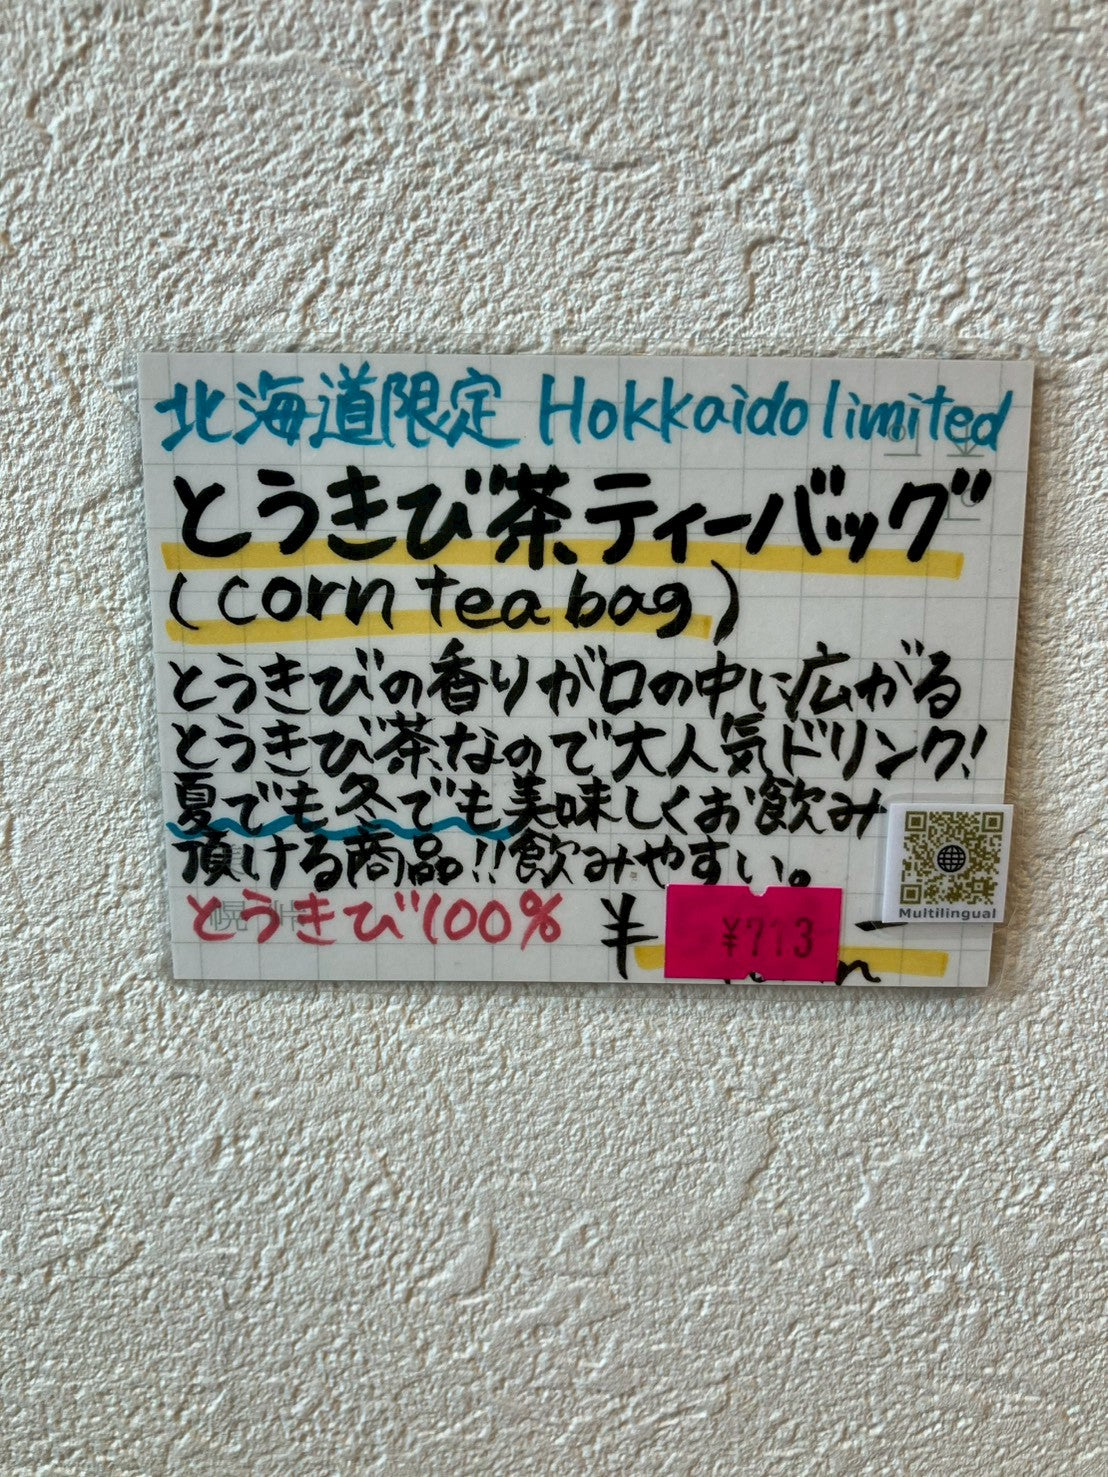 北海道限定 Hokkaido limited
とうきび茶ティーバッグ
(corn tea bag)
とうきびの香りが口の中に広がる
とうきび茶なので大人気ドリンク!
夏でも冬でも美味しくお飲み
頂ける商品!!飲みやすい。
とうきび100% ¥
¥713
Multilingual